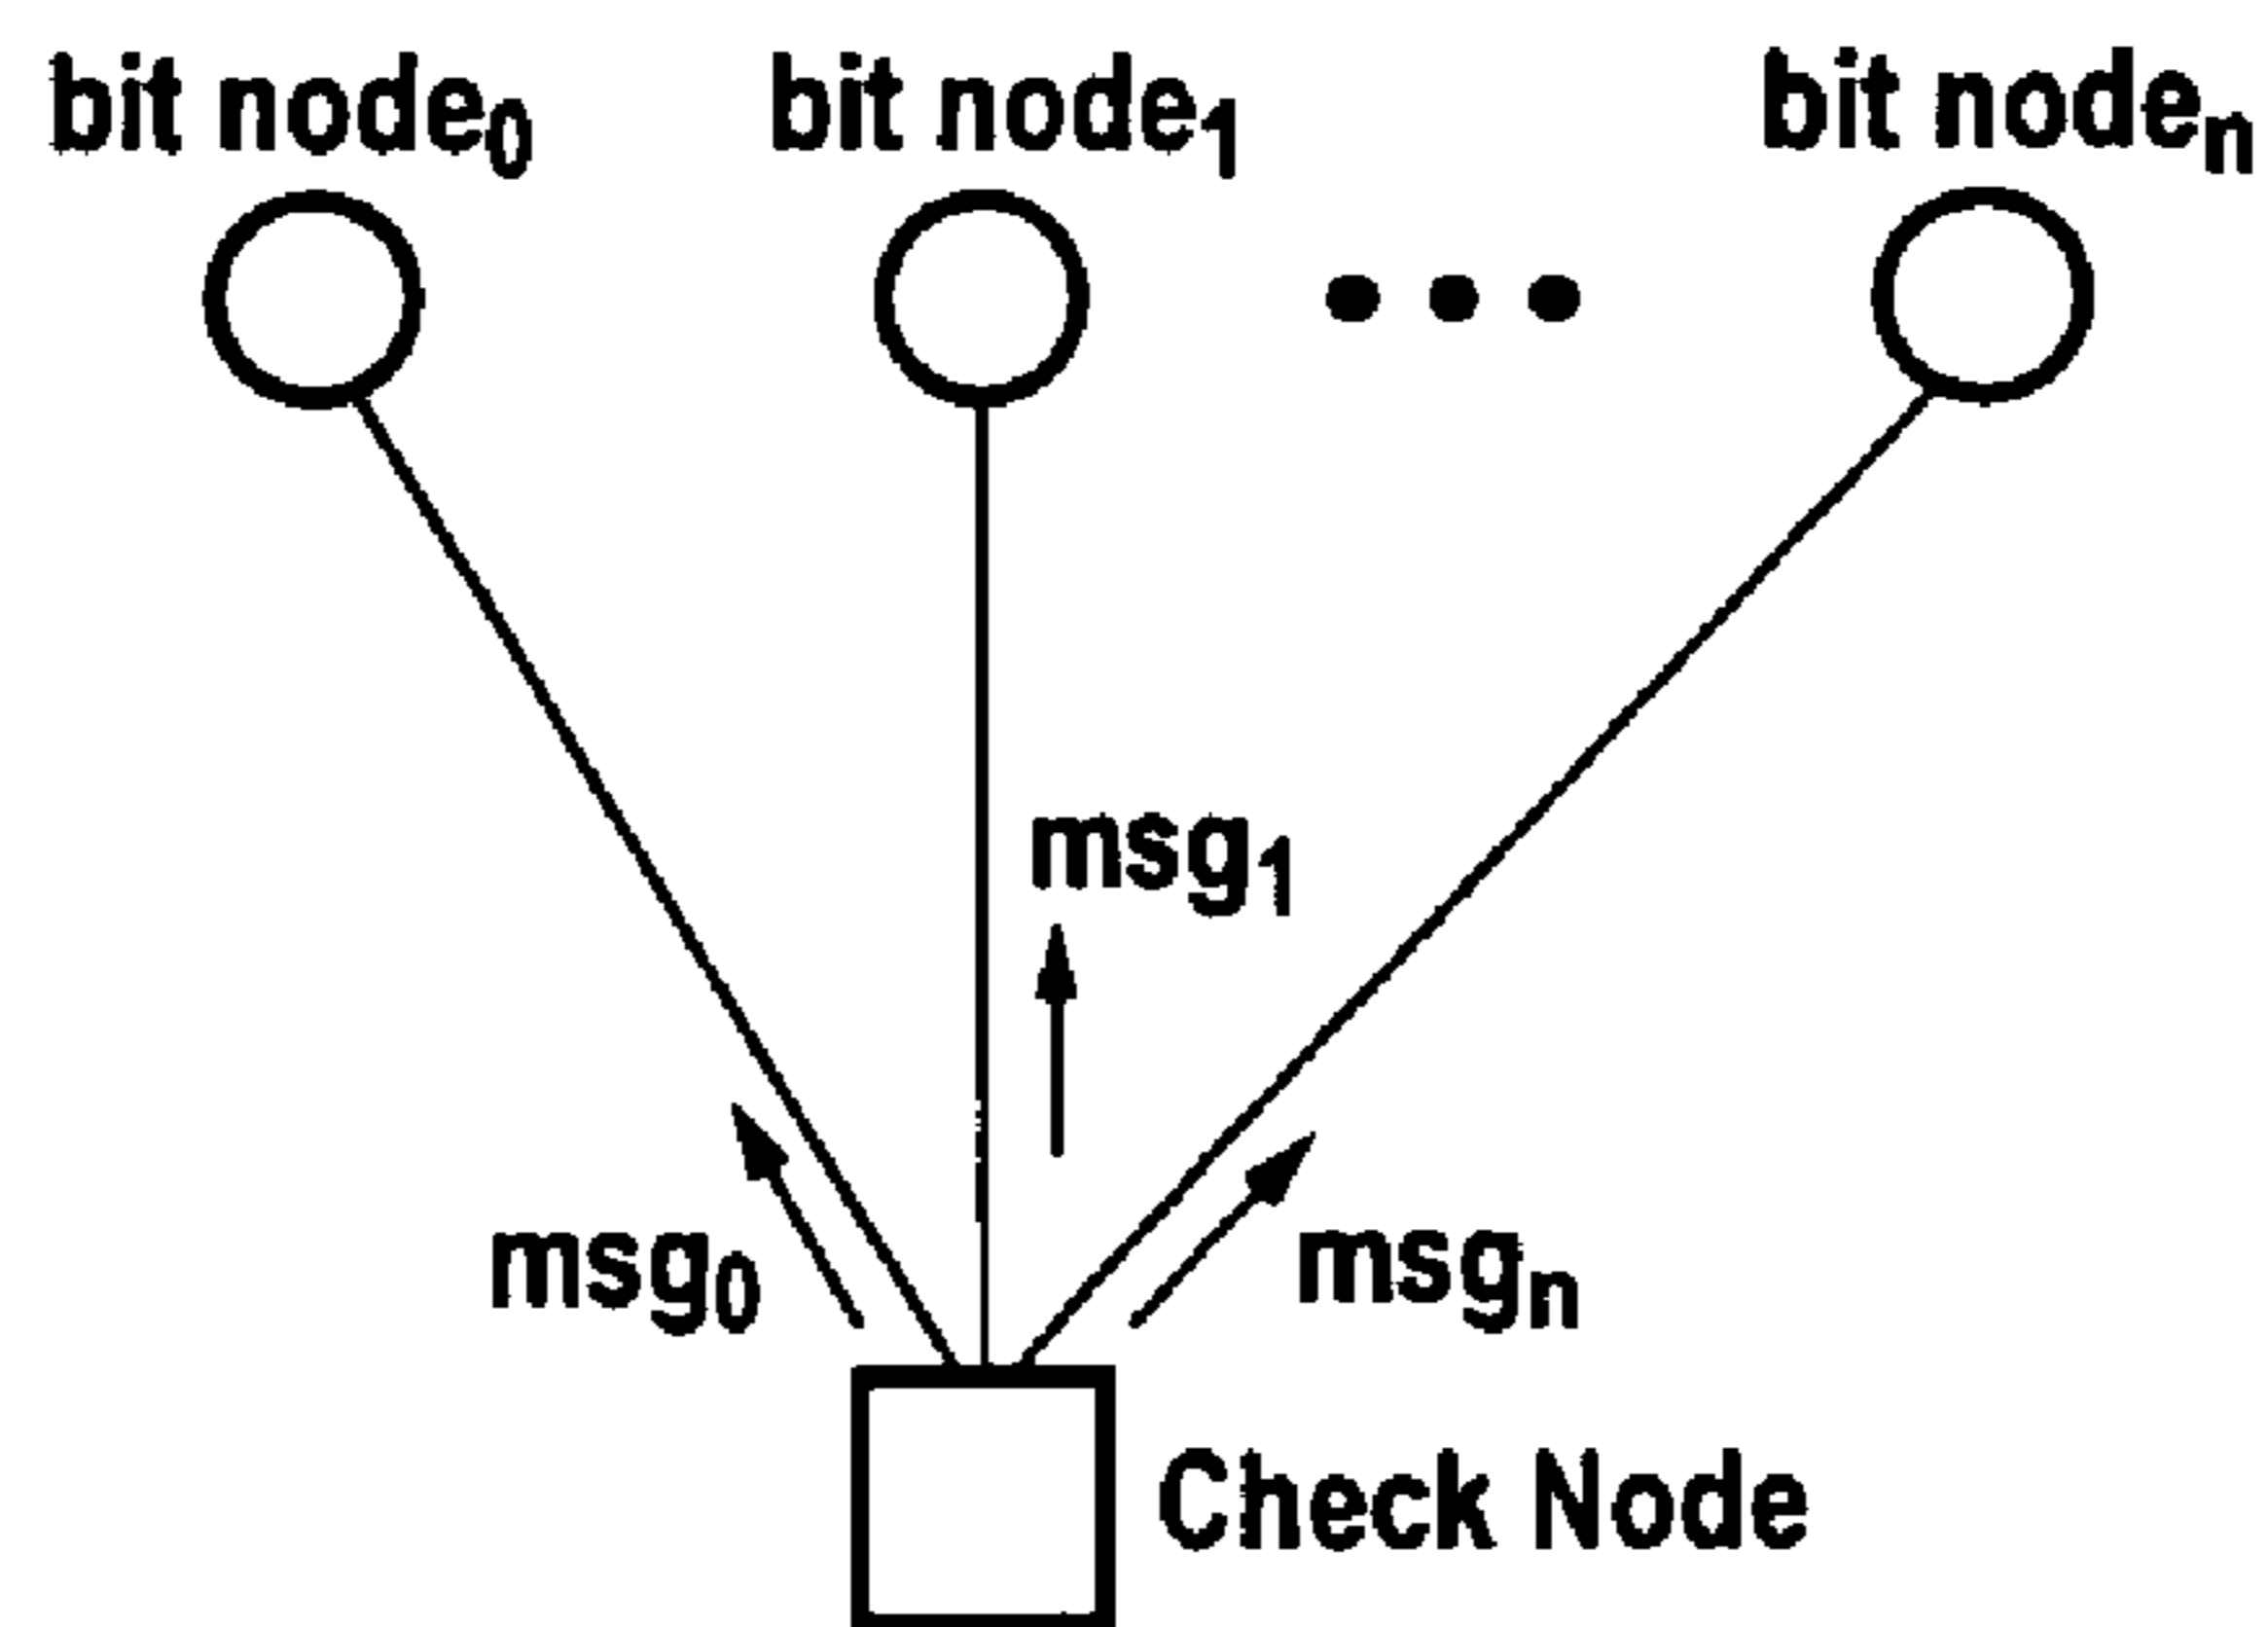 bit node₀ bit node₁ bit nodeₙ
msg₁
msg₀ msgₙ
Check Node